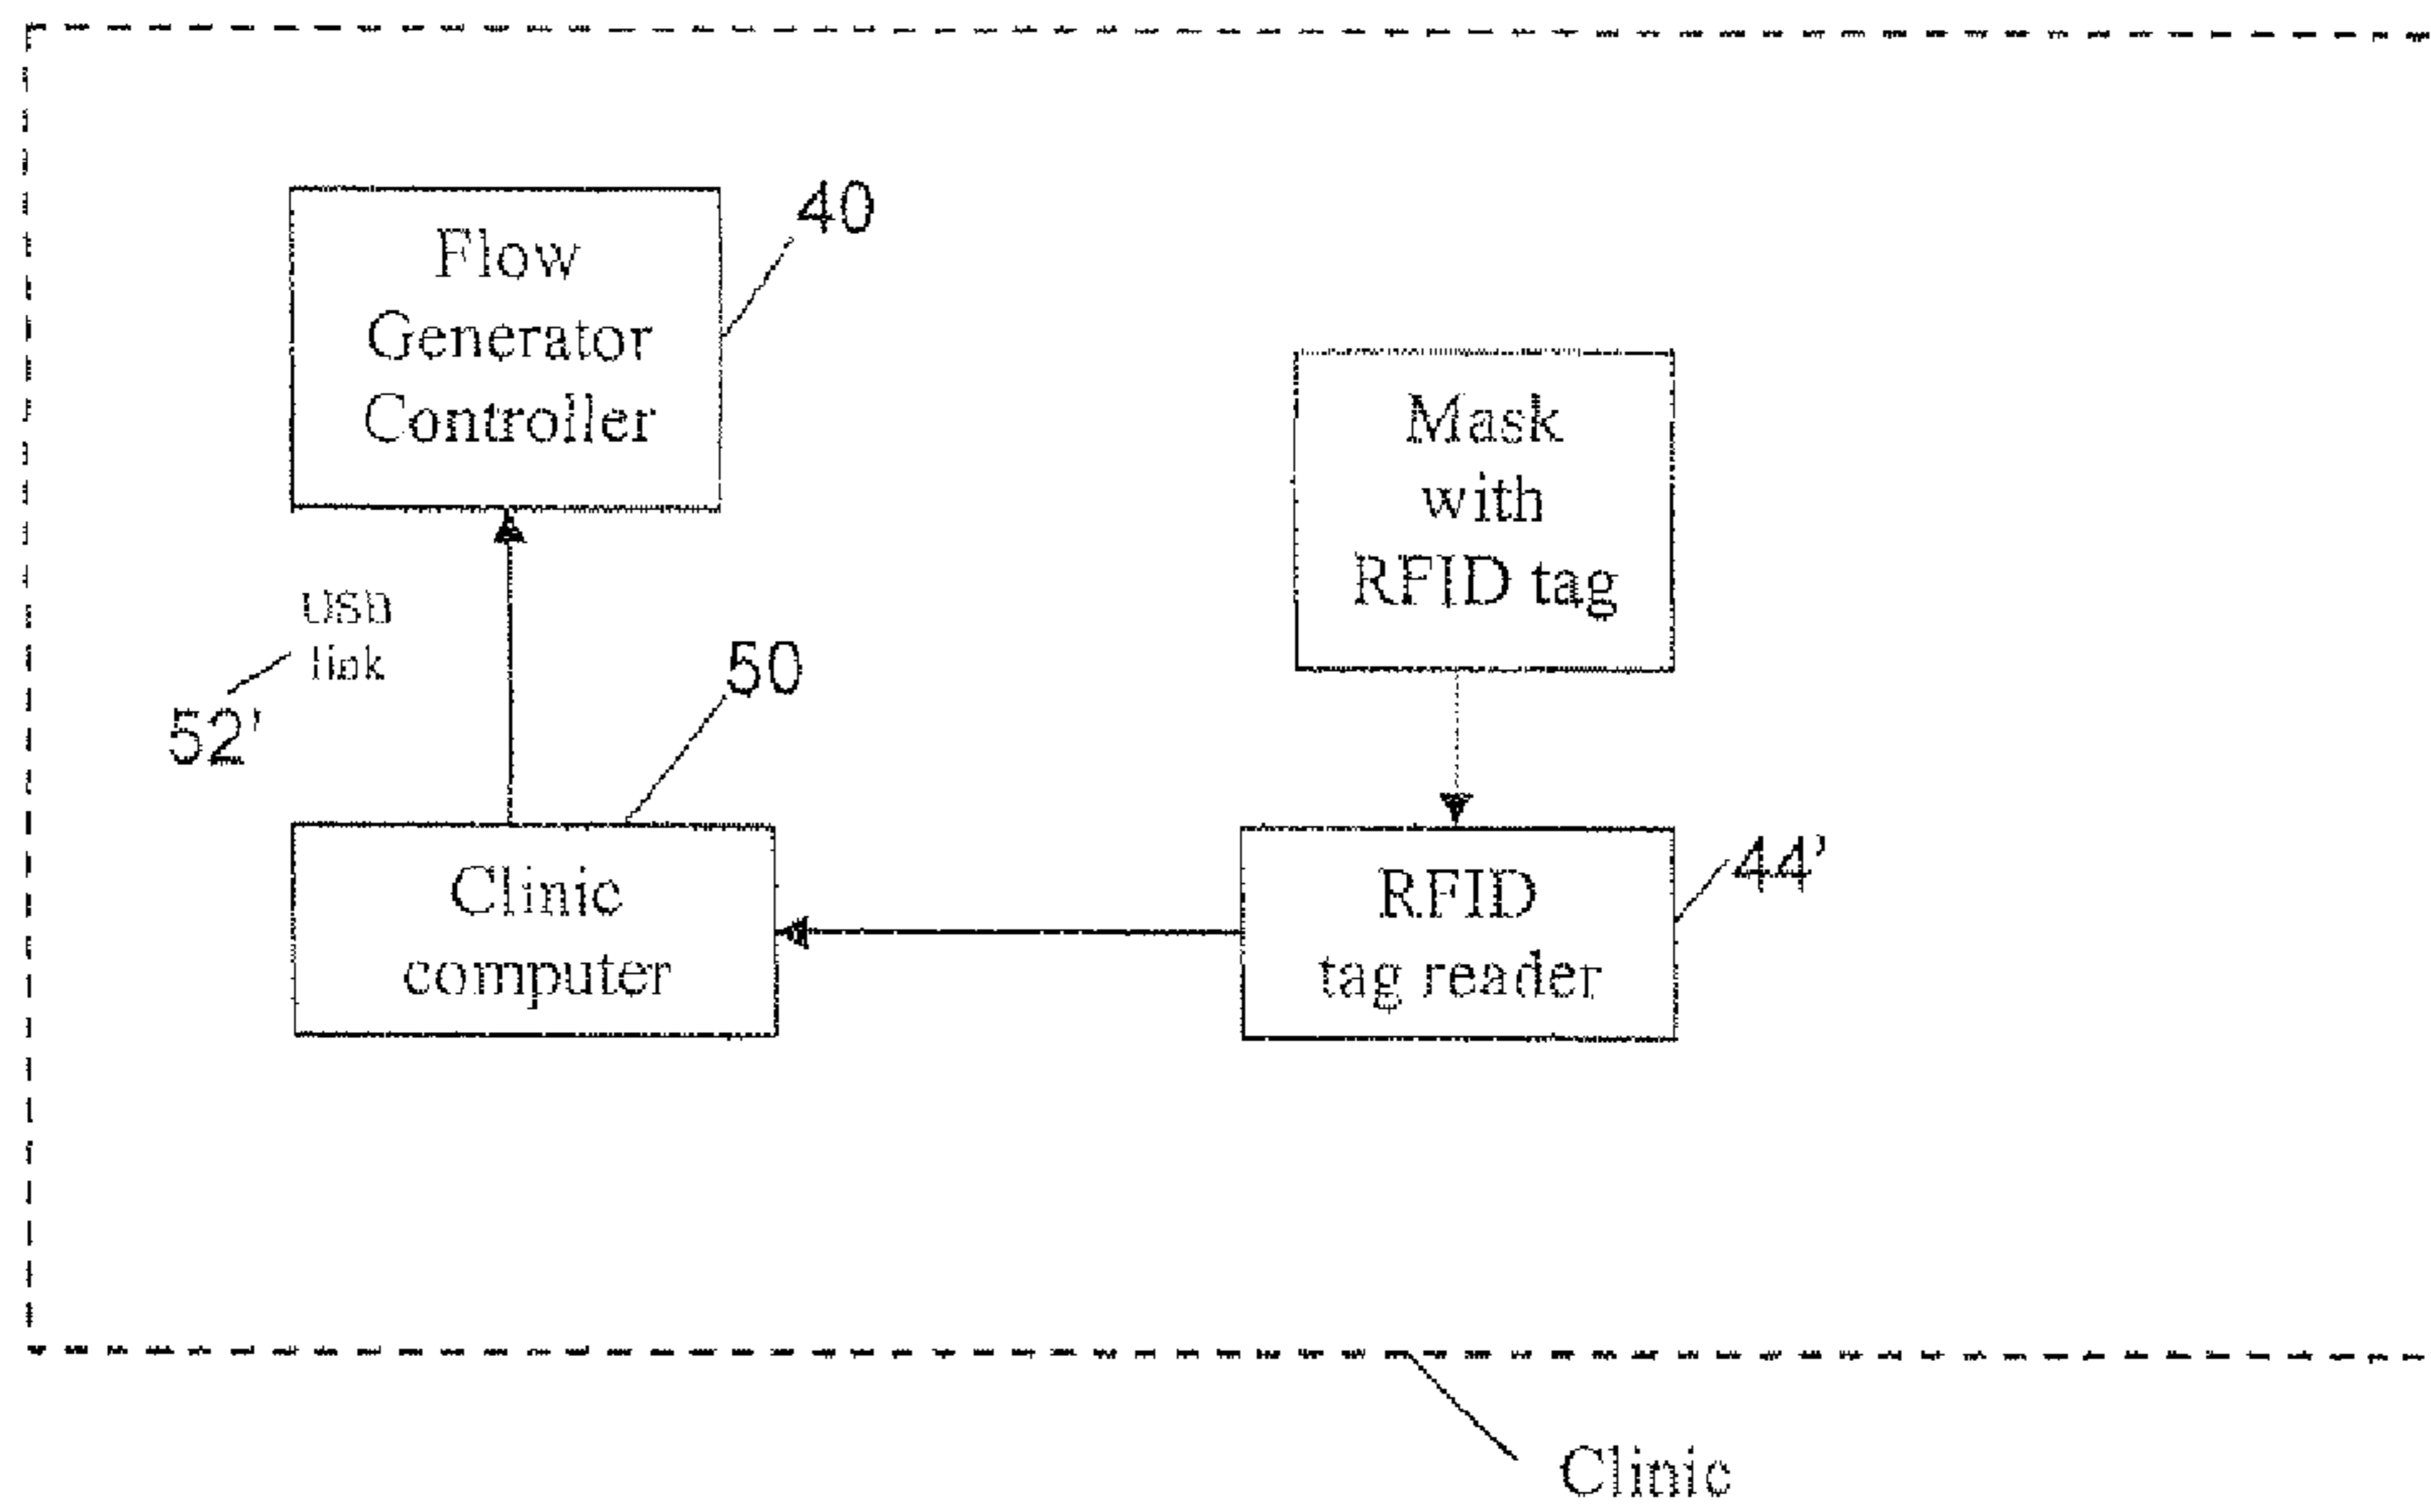 40
Flow
Generator
Controller
Mask
with
RFID tag
USB
link
52'
50
Clinic
computer
RFID
tag reader
44'
Clinic